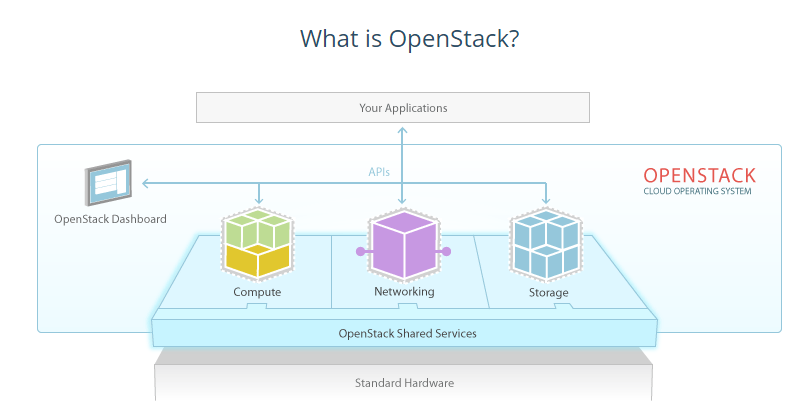 What is OpenStack?
Your Applications
APIs
OPENSTACK
CLOUD OPERATING SYSTEM
OpenStack Dashboard
Compute
Networking
Storage
OpenStack Shared Services
Standard Hardware